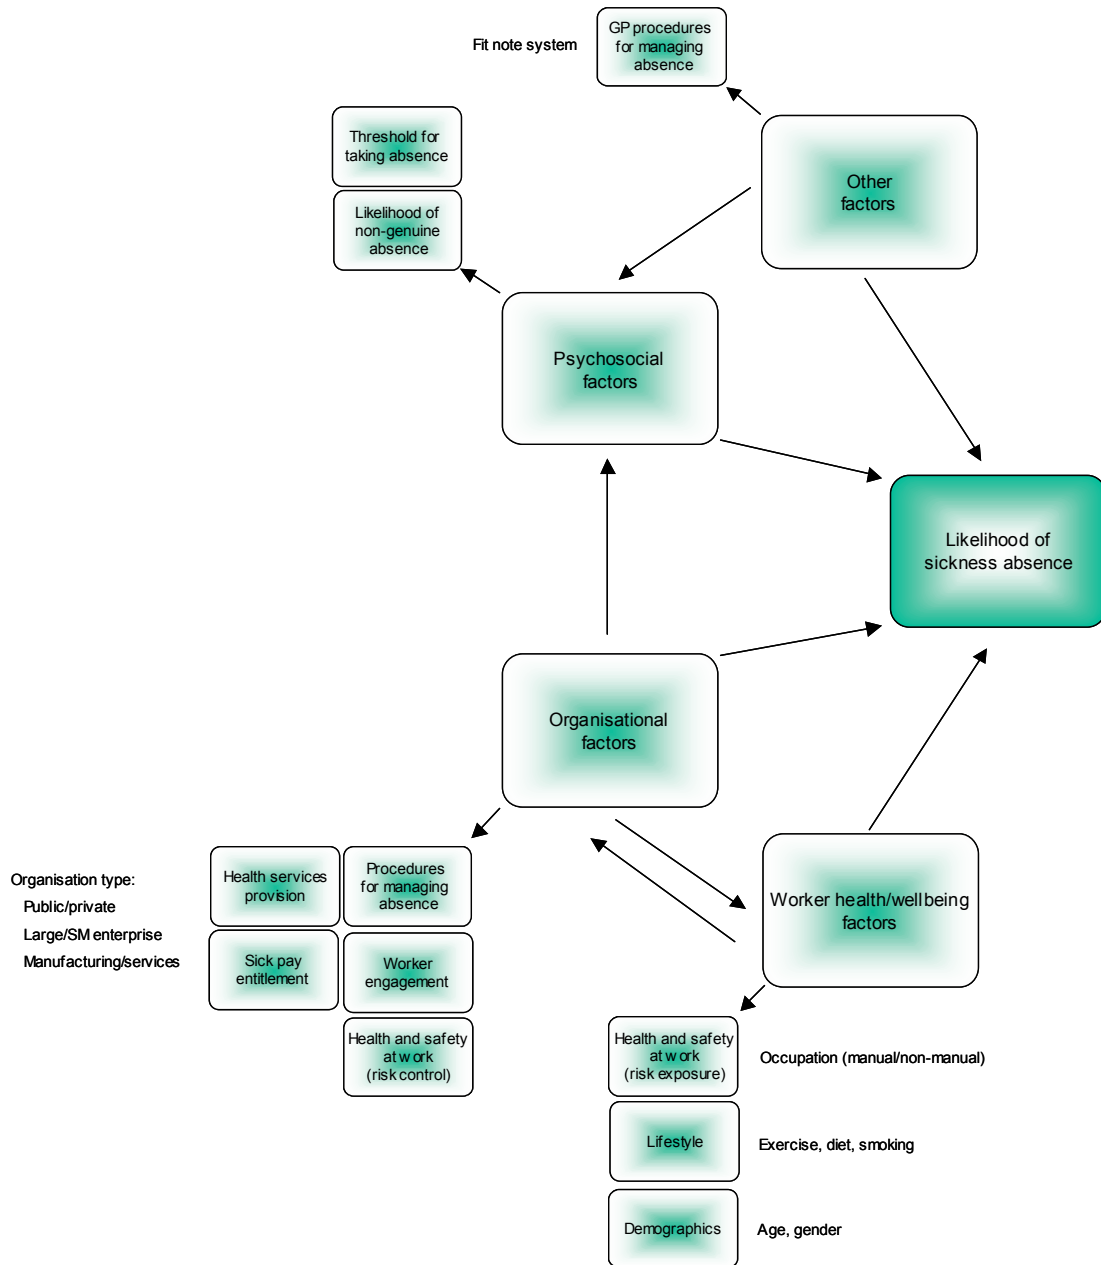 Fit note system
GP procedures
for managing
absence
Threshold for
taking absence
Likelihood of
non-genuine
absence
Other
factors
Psychosocial
factors
Likelihood of
sickness absence
Organisational
factors
Organisation type:
Public/private
Large/SM enterprise
Manufacturing/services
Health services
provision
Procedures
for managing
absence
Sick pay
entitlement
Worker
engagement
Health and safety
at work
(risk control)
Worker health/wellbeing
factors
Health and safety
at work
(risk exposure)
Occupation (manual/non-manual)
Lifestyle
Exercise, diet, smoking
Demographics
Age, gender